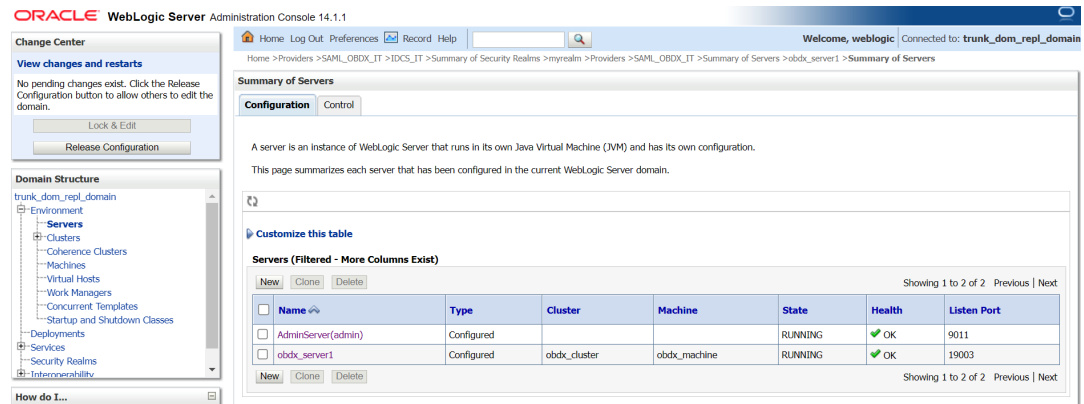 ORACLE WebLogic Server Administration Console 14.1.1
Change Center
View changes and restarts
No pending changes exist. Click the Release
Configuration button to allow others to edit the
domain.
Lock & Edit
Release Configuration
Domain Structure
trunk_dom_repl_domain
Environment
Servers
Clusters
Coherence Clusters
Machines
Virtual Hosts
Work Managers
Concurrent Templates
Startup and Shutdown Classes
Deployments
Services
Security Realms
Interoperability
How do I...
Home Log Out Preferences Record Help
Welcome, weblogic Connected to: trunk_dom_repl_domain
Home >Providers >SAML_OBDX_IT >IDCS_IT >Summary of Security Realms >myrealm >Providers >SAML_OBDX_IT >Summary of Servers >obdx_server1 >Summary of Servers
Summary of Servers
Configuration Control
A server is an instance of WebLogic Server that runs in its own Java Virtual Machine (JVM) and has its own configuration.
This page summarizes each server that has been configured in the current WebLogic Server domain.
Customize this table
Servers (Filtered - More Columns Exist)
New Clone Delete Showing 1 to 2 of 2 Previous | Next
Name Type Cluster Machine State Health Listen Port
AdminServer(admin) Configured RUNNING OK 9011
obdx_server1 Configured obdx_cluster obdx_machine RUNNING OK 19003
New Clone Delete Showing 1 to 2 of 2 Previous | Next